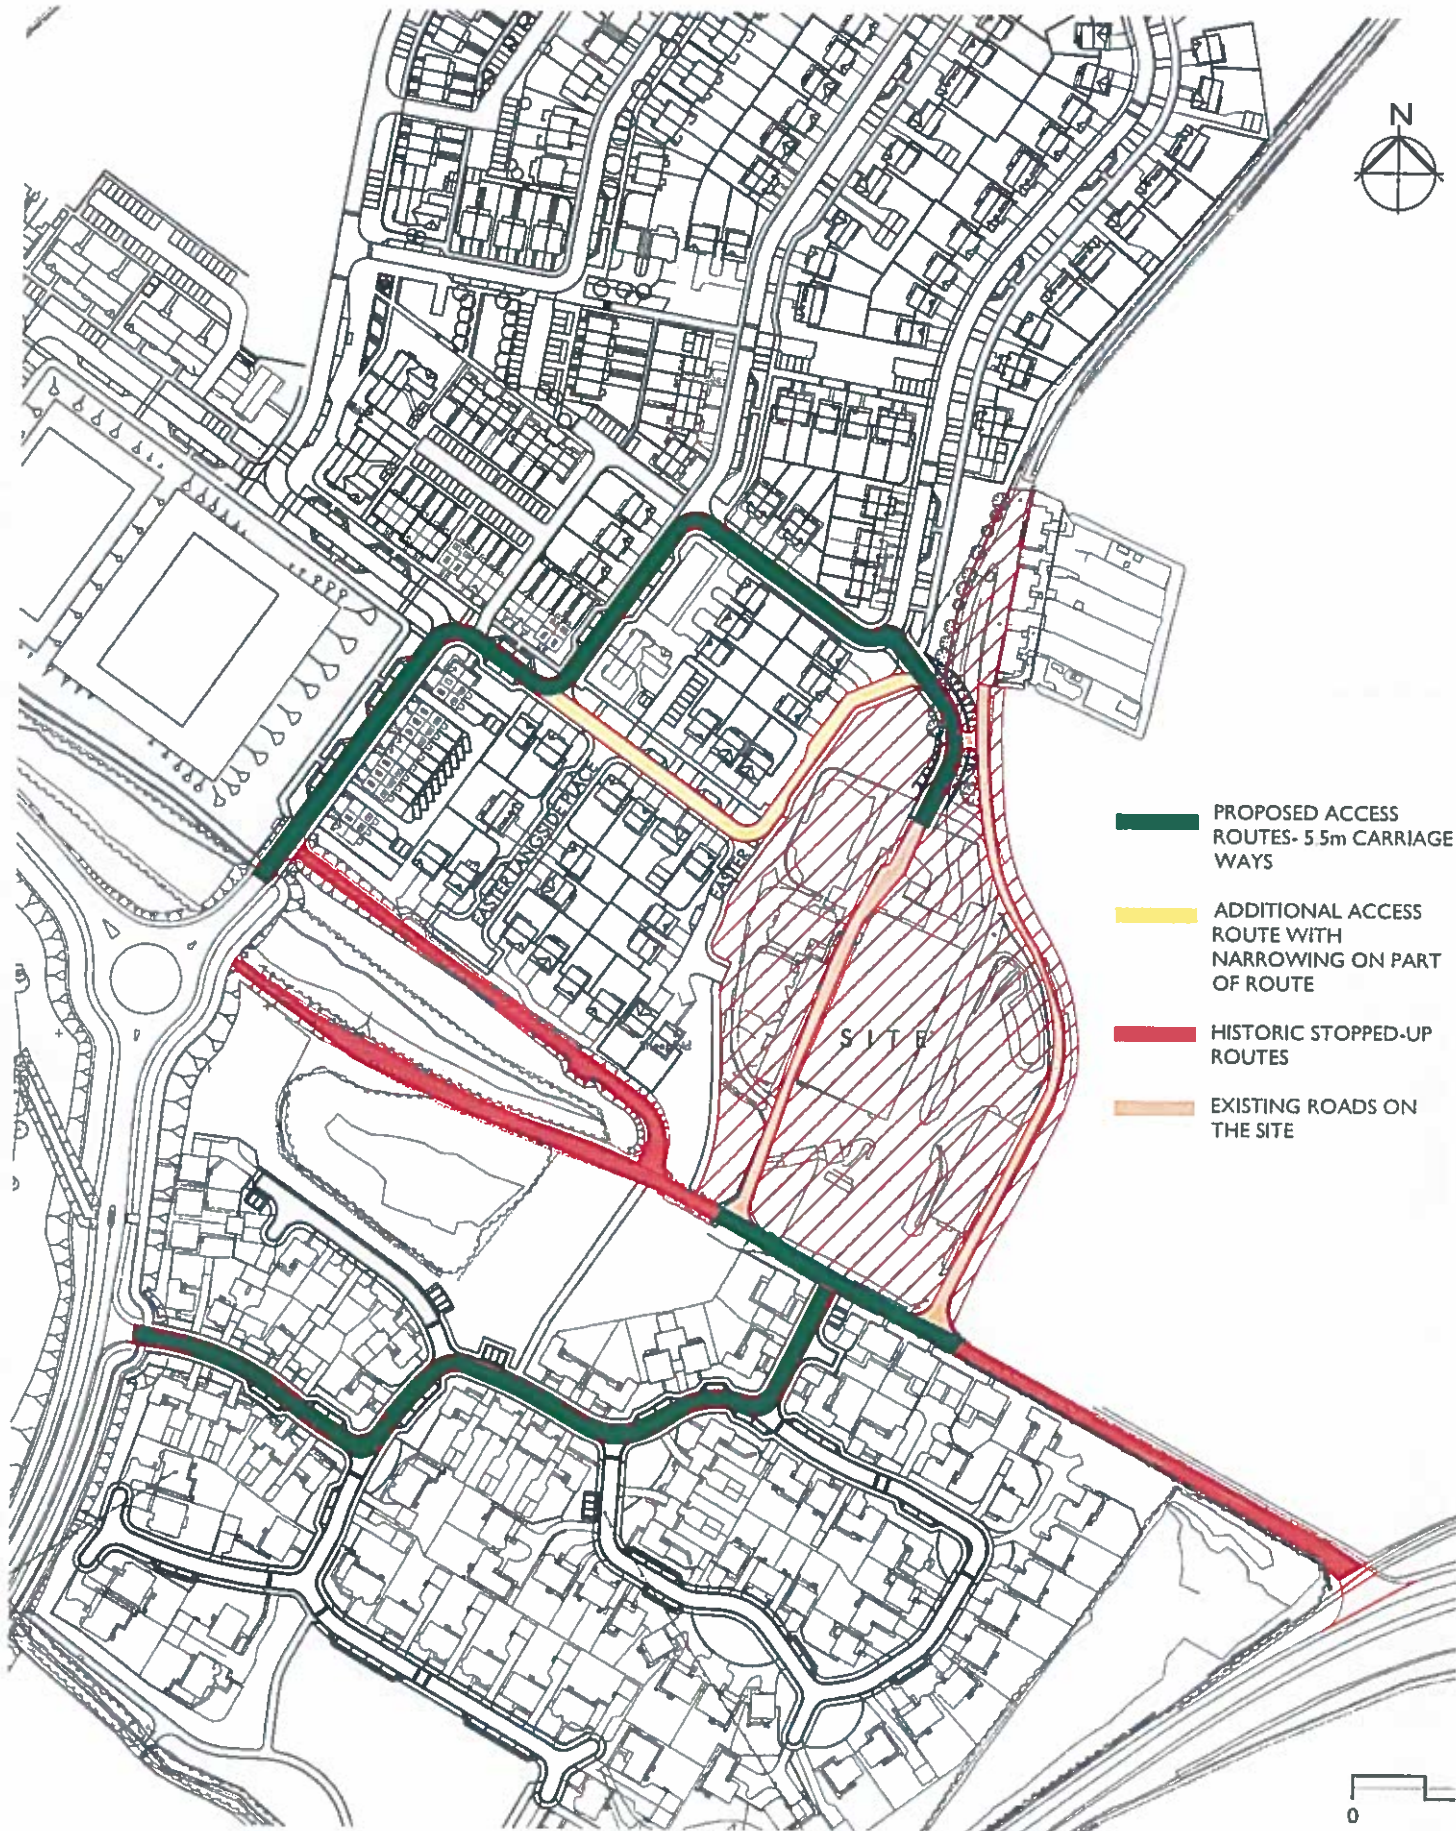 N
PROPOSED ACCESS
ROUTES- 5.5m CARRIAGE
WAYS
ADDITIONAL ACCESS
ROUTE WITH
NARROWING ON PART
OF ROUTE
HISTORIC STOPPED-UP
ROUTES
EXISTING ROADS ON
THE SITE
EASTER LANGSIDE PLACE
EASTER
SITE
0